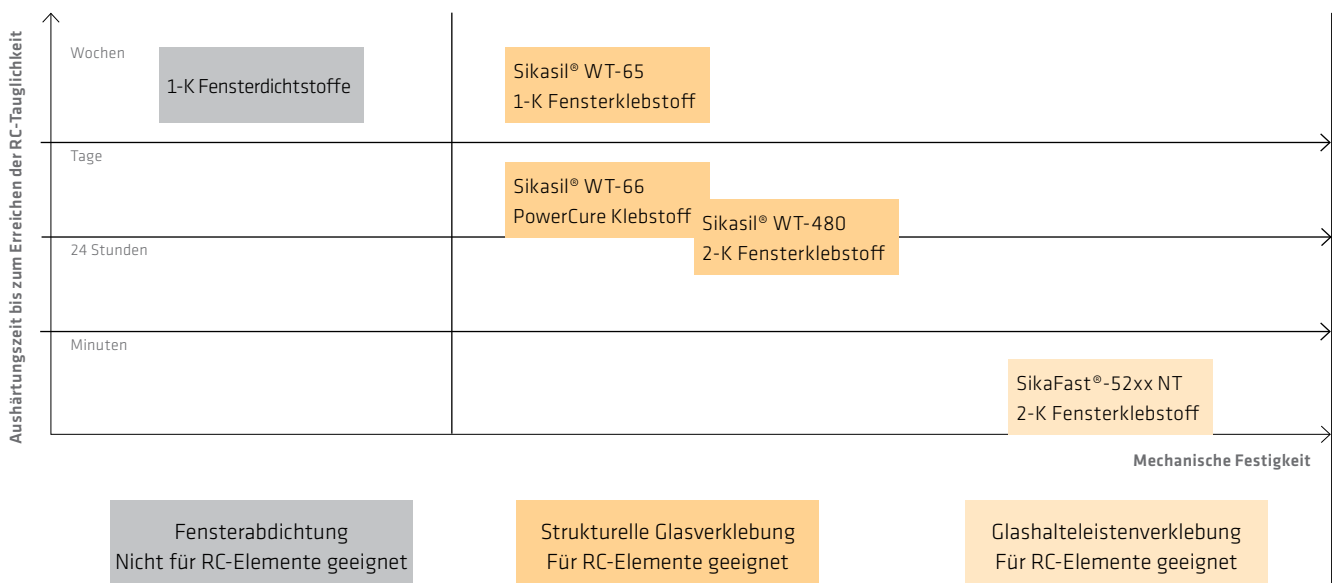 Aushärtungszeit bis zum Erreichen der RC-Tauglichkeit
Wochen
1-K Fensterdichtstoffe
Sikasil® WT-65
1-K Fensterklebstoff
Tage
Sikasil® WT-66
PowerCure Klebstoff
Sikasil® WT-480
2-K Fensterklebstoff
24 Stunden
Minuten
SikaFast®-52xx NT
2-K Fensterklebstoff
Mechanische Festigkeit
Fensterabdichtung
Nicht für RC-Elemente geeignet
Strukturelle Glasverklebung
Für RC-Elemente geeignet
Glashalteleistenverklebung
Für RC-Elemente geeignet